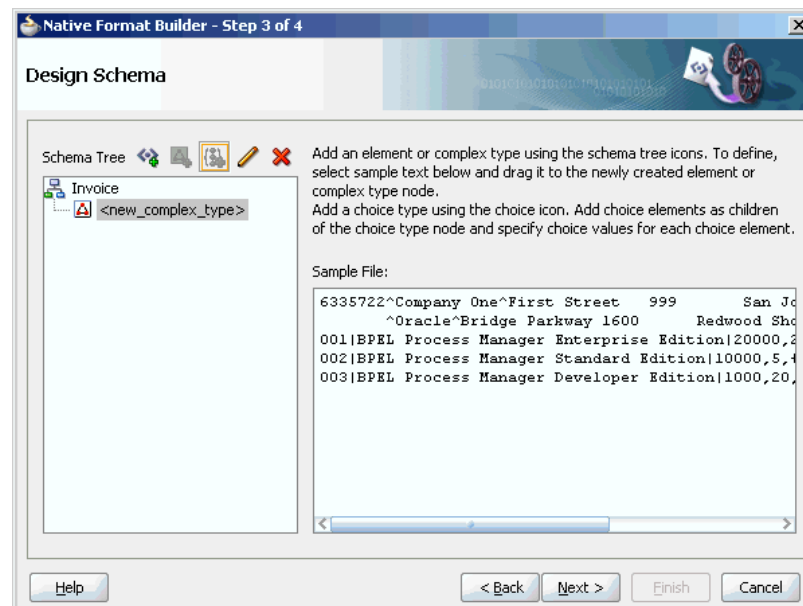 Native Format Builder - Step 3 of 4
Design Schema
Schema Tree
Invoice
<new_complex_type>
Add an element or complex type using the schema tree icons. To define,
select sample text below and drag it to the newly created element or
complex type node.
Add a choice type using the choice icon. Add choice elements as children
of the choice type node and specify choice values for each choice element.
Sample File:
6335722^Company One^First Street   999        San Jo
^Oracle^Bridge Parkway 1600      Redwood Sho
001|BPEL Process Manager Enterprise Edition|20000,2
002|BPEL Process Manager Standard Edition|10000,5,+
003|BPEL Process Manager Developer Edition|1000,20,
Help
< Back
Next >
Finish
Cancel